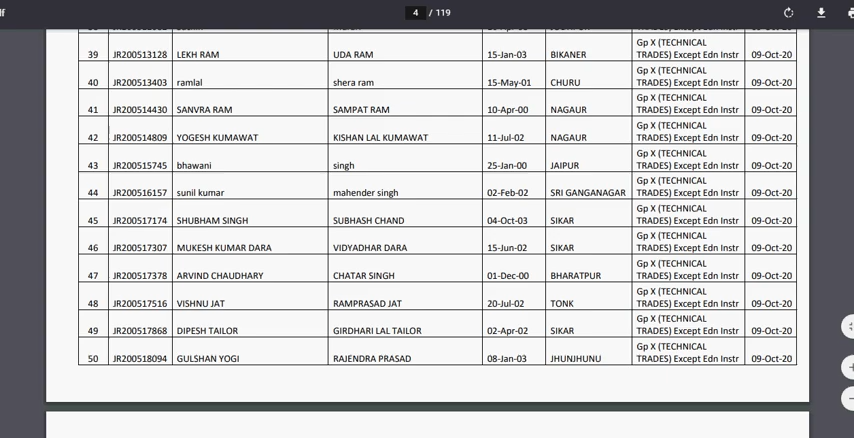 4 / 119
39 JR200513128 LEKH RAM UDA RAM 15-Jan-03 BIKANER Gp X (TECHNICAL TRADES) Except Edn Instr 09-Oct-20
40 JR200513403 ramlal shera ram 15-May-01 CHURU Gp X (TECHNICAL TRADES) Except Edn Instr 09-Oct-20
41 JR200514430 SANVRA RAM SAMPAT RAM 10-Apr-00 NAGAUR Gp X (TECHNICAL TRADES) Except Edn Instr 09-Oct-20
42 JR200514809 YOGESH KUMAWAT KISHAN LAL KUMAWAT 11-Jul-02 NAGAUR Gp X (TECHNICAL TRADES) Except Edn Instr 09-Oct-20
43 JR200515745 bhawani singh 25-Jan-00 JAIPUR Gp X (TECHNICAL TRADES) Except Edn Instr 09-Oct-20
44 JR200516157 sunil kumar mahender singh 02-Feb-02 SRI GANGANAGAR Gp X (TECHNICAL TRADES) Except Edn Instr 09-Oct-20
45 JR200517174 SHUBHAM SINGH SUBHASH CHAND 04-Oct-03 SIKAR Gp X (TECHNICAL TRADES) Except Edn Instr 09-Oct-20
46 JR200517307 MUKESH KUMAR DARA VIDYADHAR DARA 15-Jun-02 SIKAR Gp X (TECHNICAL TRADES) Except Edn Instr 09-Oct-20
47 JR200517378 ARVIND CHAUDHARY CHATAR SINGH 01-Dec-00 BHARATPUR Gp X (TECHNICAL TRADES) Except Edn Instr 09-Oct-20
48 JR200517516 VISHNU JAT RAMPRASAD JAT 20-Jul-02 TONK Gp X (TECHNICAL TRADES) Except Edn Instr 09-Oct-20
49 JR200517868 DIPESH TAILOR GIRDHARI LAL TAILOR 02-Apr-02 SIKAR Gp X (TECHNICAL TRADES) Except Edn Instr 09-Oct-20
50 JR200518094 GULSHAN YOGI RAJENDRA PRASAD 08-Jan-03 JHUNJHUNU Gp X (TECHNICAL TRADES) Except Edn Instr 09-Oct-20